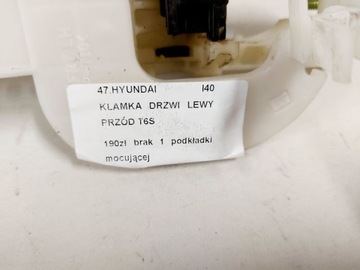 47.HYUNDAI I40
KLAMKA DRZWI LEWY
PRZÓD T6S
190zł brak 1 podkładki
mocującej